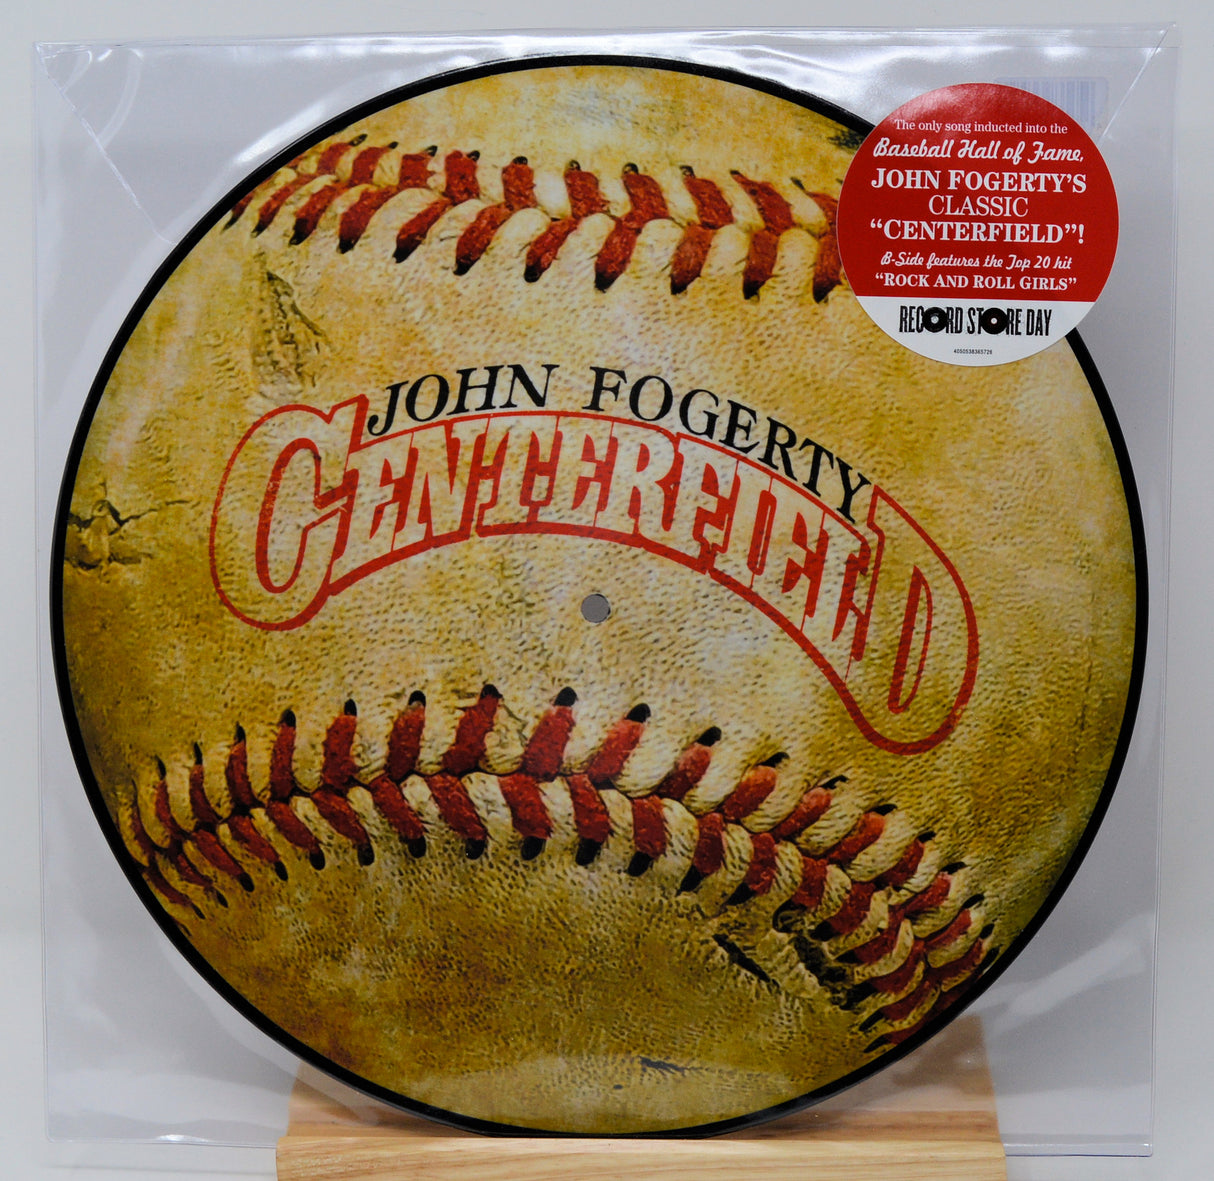 The only song inducted into the
Baseball Hall of Fame,
JOHN FOGERTY'S
CLASSIC
“CENTERFIELD”!
B-Side features the Top 20 hit
“ROCK AND ROLL GIRLS”
RECORD STORE DAY
4050538365726
JOHN FOGERTY
CENTERFIELD